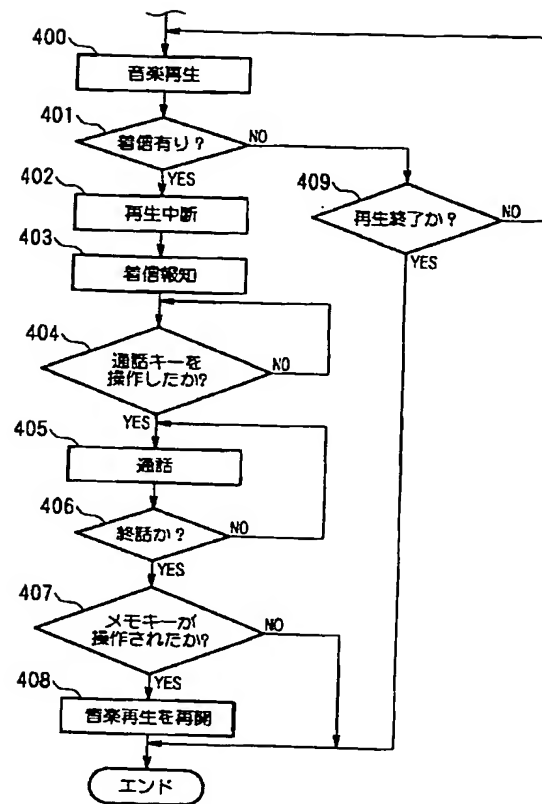 400
音楽再生
401
着信有り?
NO
YES
402
再生中断
409
再生終了か?
NO
YES
403
着信報知
404
通話キーを
操作したか?
NO
YES
405
通話
406
終話か?
NO
YES
407
メモキーが
操作されたか?
NO
YES
408
音楽再生を再開
エンド